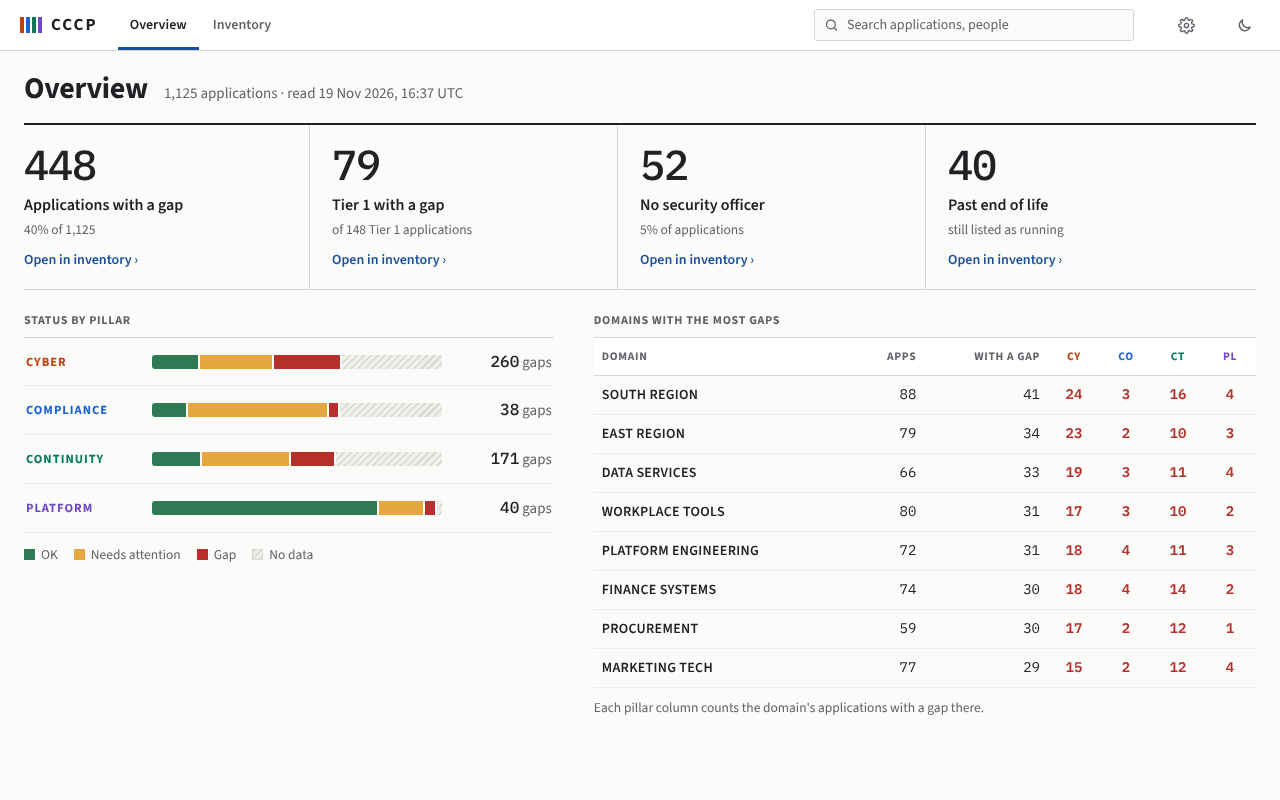 CCCP Overview Inventory Search applications, people
Overview 1,125 applications · read 19 Nov 2026, 16:37 UTC
448
Applications with a gap
40% of 1,125
Open in inventory ›
79
Tier 1 with a gap
of 148 Tier 1 applications
Open in inventory ›
52
No security officer
5% of applications
Open in inventory ›
40
Past end of life
still listed as running
Open in inventory ›
STATUS BY PILLAR
CYBER 260 gaps
COMPLIANCE 38 gaps
CONTINUITY 171 gaps
PLATFORM 40 gaps
OK Needs attention Gap No data
DOMAINS WITH THE MOST GAPS
DOMAIN APPS WITH A GAP CY CO CT PL
SOUTH REGION 88 41 24 3 16 4
EAST REGION 79 34 23 2 10 3
DATA SERVICES 66 33 19 3 11 4
WORKPLACE TOOLS 80 31 17 3 10 2
PLATFORM ENGINEERING 72 31 18 4 11 3
FINANCE SYSTEMS 74 30 18 4 14 2
PROCUREMENT 59 30 17 2 12 1
MARKETING TECH 77 29 15 2 12 4
Each pillar column counts the domain's applications with a gap there.